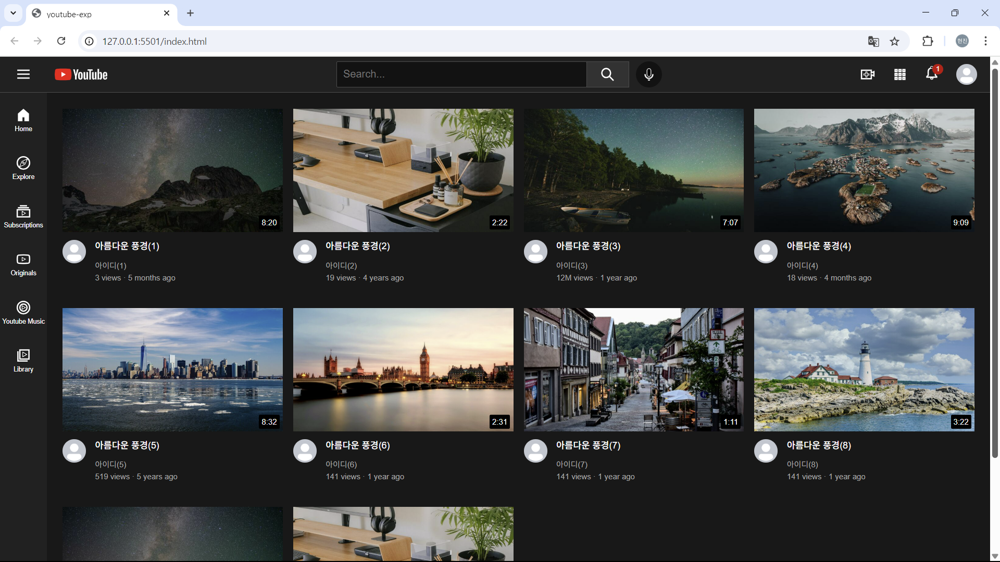 youtube-exp
127.0.0.1:5501/index.html
현진
YouTube
Search...
1
Home
Explore
Subscriptions
Originals
Youtube Music
Library
8:20
2:22
7:07
9:09
아름다운 풍경(1)
아이디(1)
3 views · 5 months ago
아름다운 풍경(2)
아이디(2)
19 views · 4 years ago
아름다운 풍경(3)
아이디(3)
12M views · 1 year ago
아름다운 풍경(4)
아이디(4)
18 views · 4 months ago
8:32
2:31
1:11
3:22
아름다운 풍경(5)
아이디(5)
519 views · 5 years ago
아름다운 풍경(6)
아이디(6)
141 views · 1 year ago
아름다운 풍경(7)
아이디(7)
141 views · 1 year ago
아름다운 풍경(8)
아이디(8)
141 views · 1 year ago